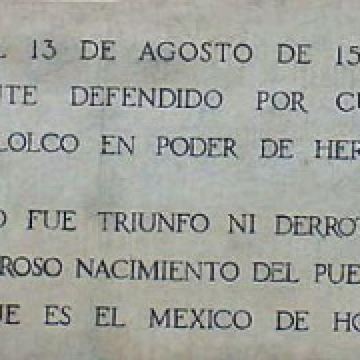 L 13 DE AGOSTO DE 15
TE DEFENDIDO POR CU
LOLCO EN PODER DE HER
O FUE TRIUNFO NI DERROT
ROSO NACIMIENTO DEL PUE
UE ES EL MEXICO DE HO